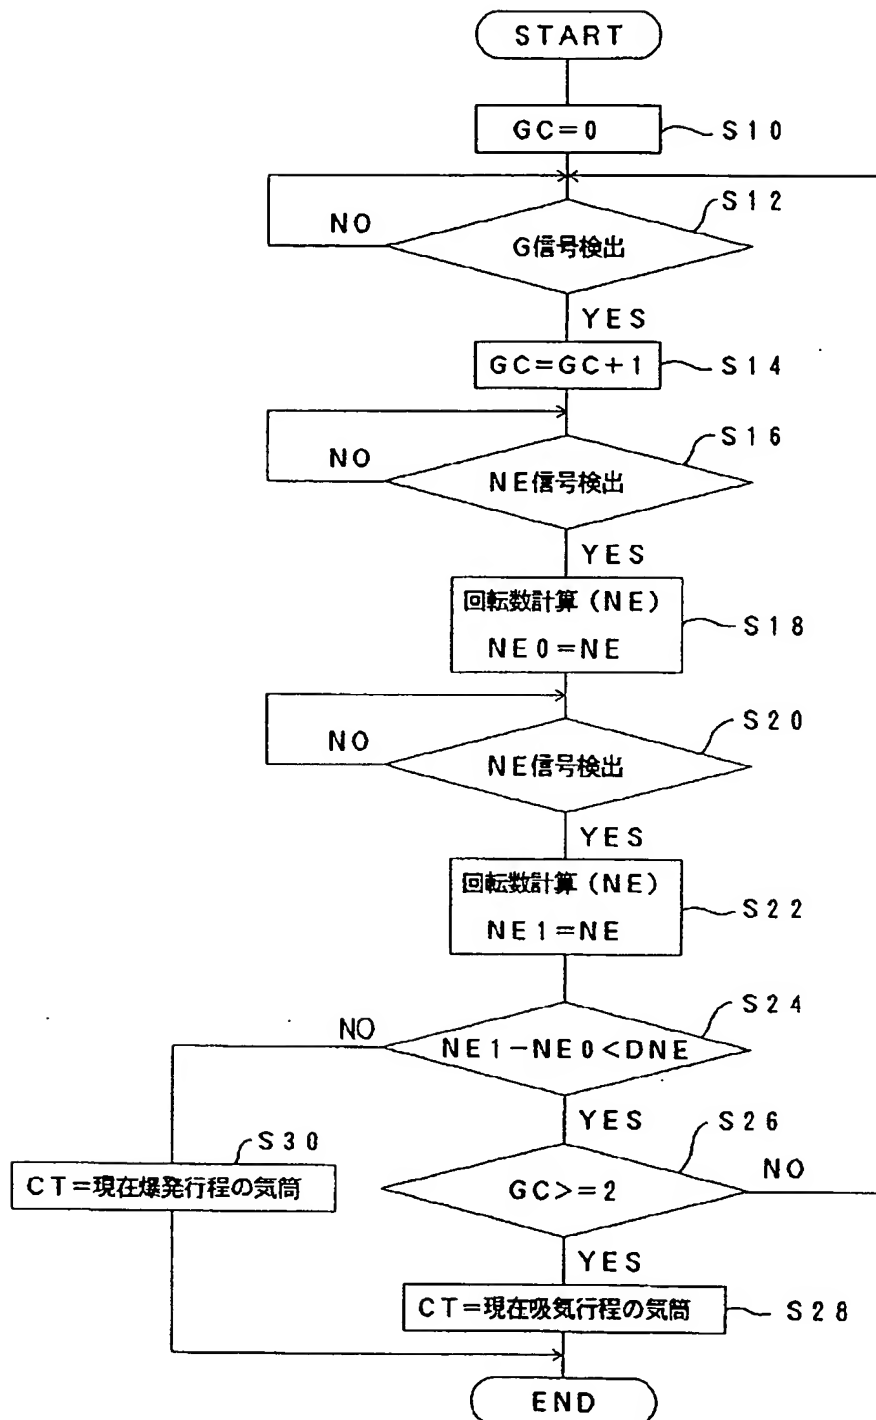 START
GC=0
S10
S12
NO
G信号検出
YES
GC=GC+1
S14
S16
NO
NE信号検出
YES
回転数計算(NE)
NE0=NE
S18
S20
NO
NE信号検出
YES
回転数計算(NE)
NE1=NE
S22
S24
NO
NE1-NE0<DNE
YES
S26
S30
NO
CT=現在爆発行程の気筒
GC>=2
YES
CT=現在吸気行程の気筒
S28
END